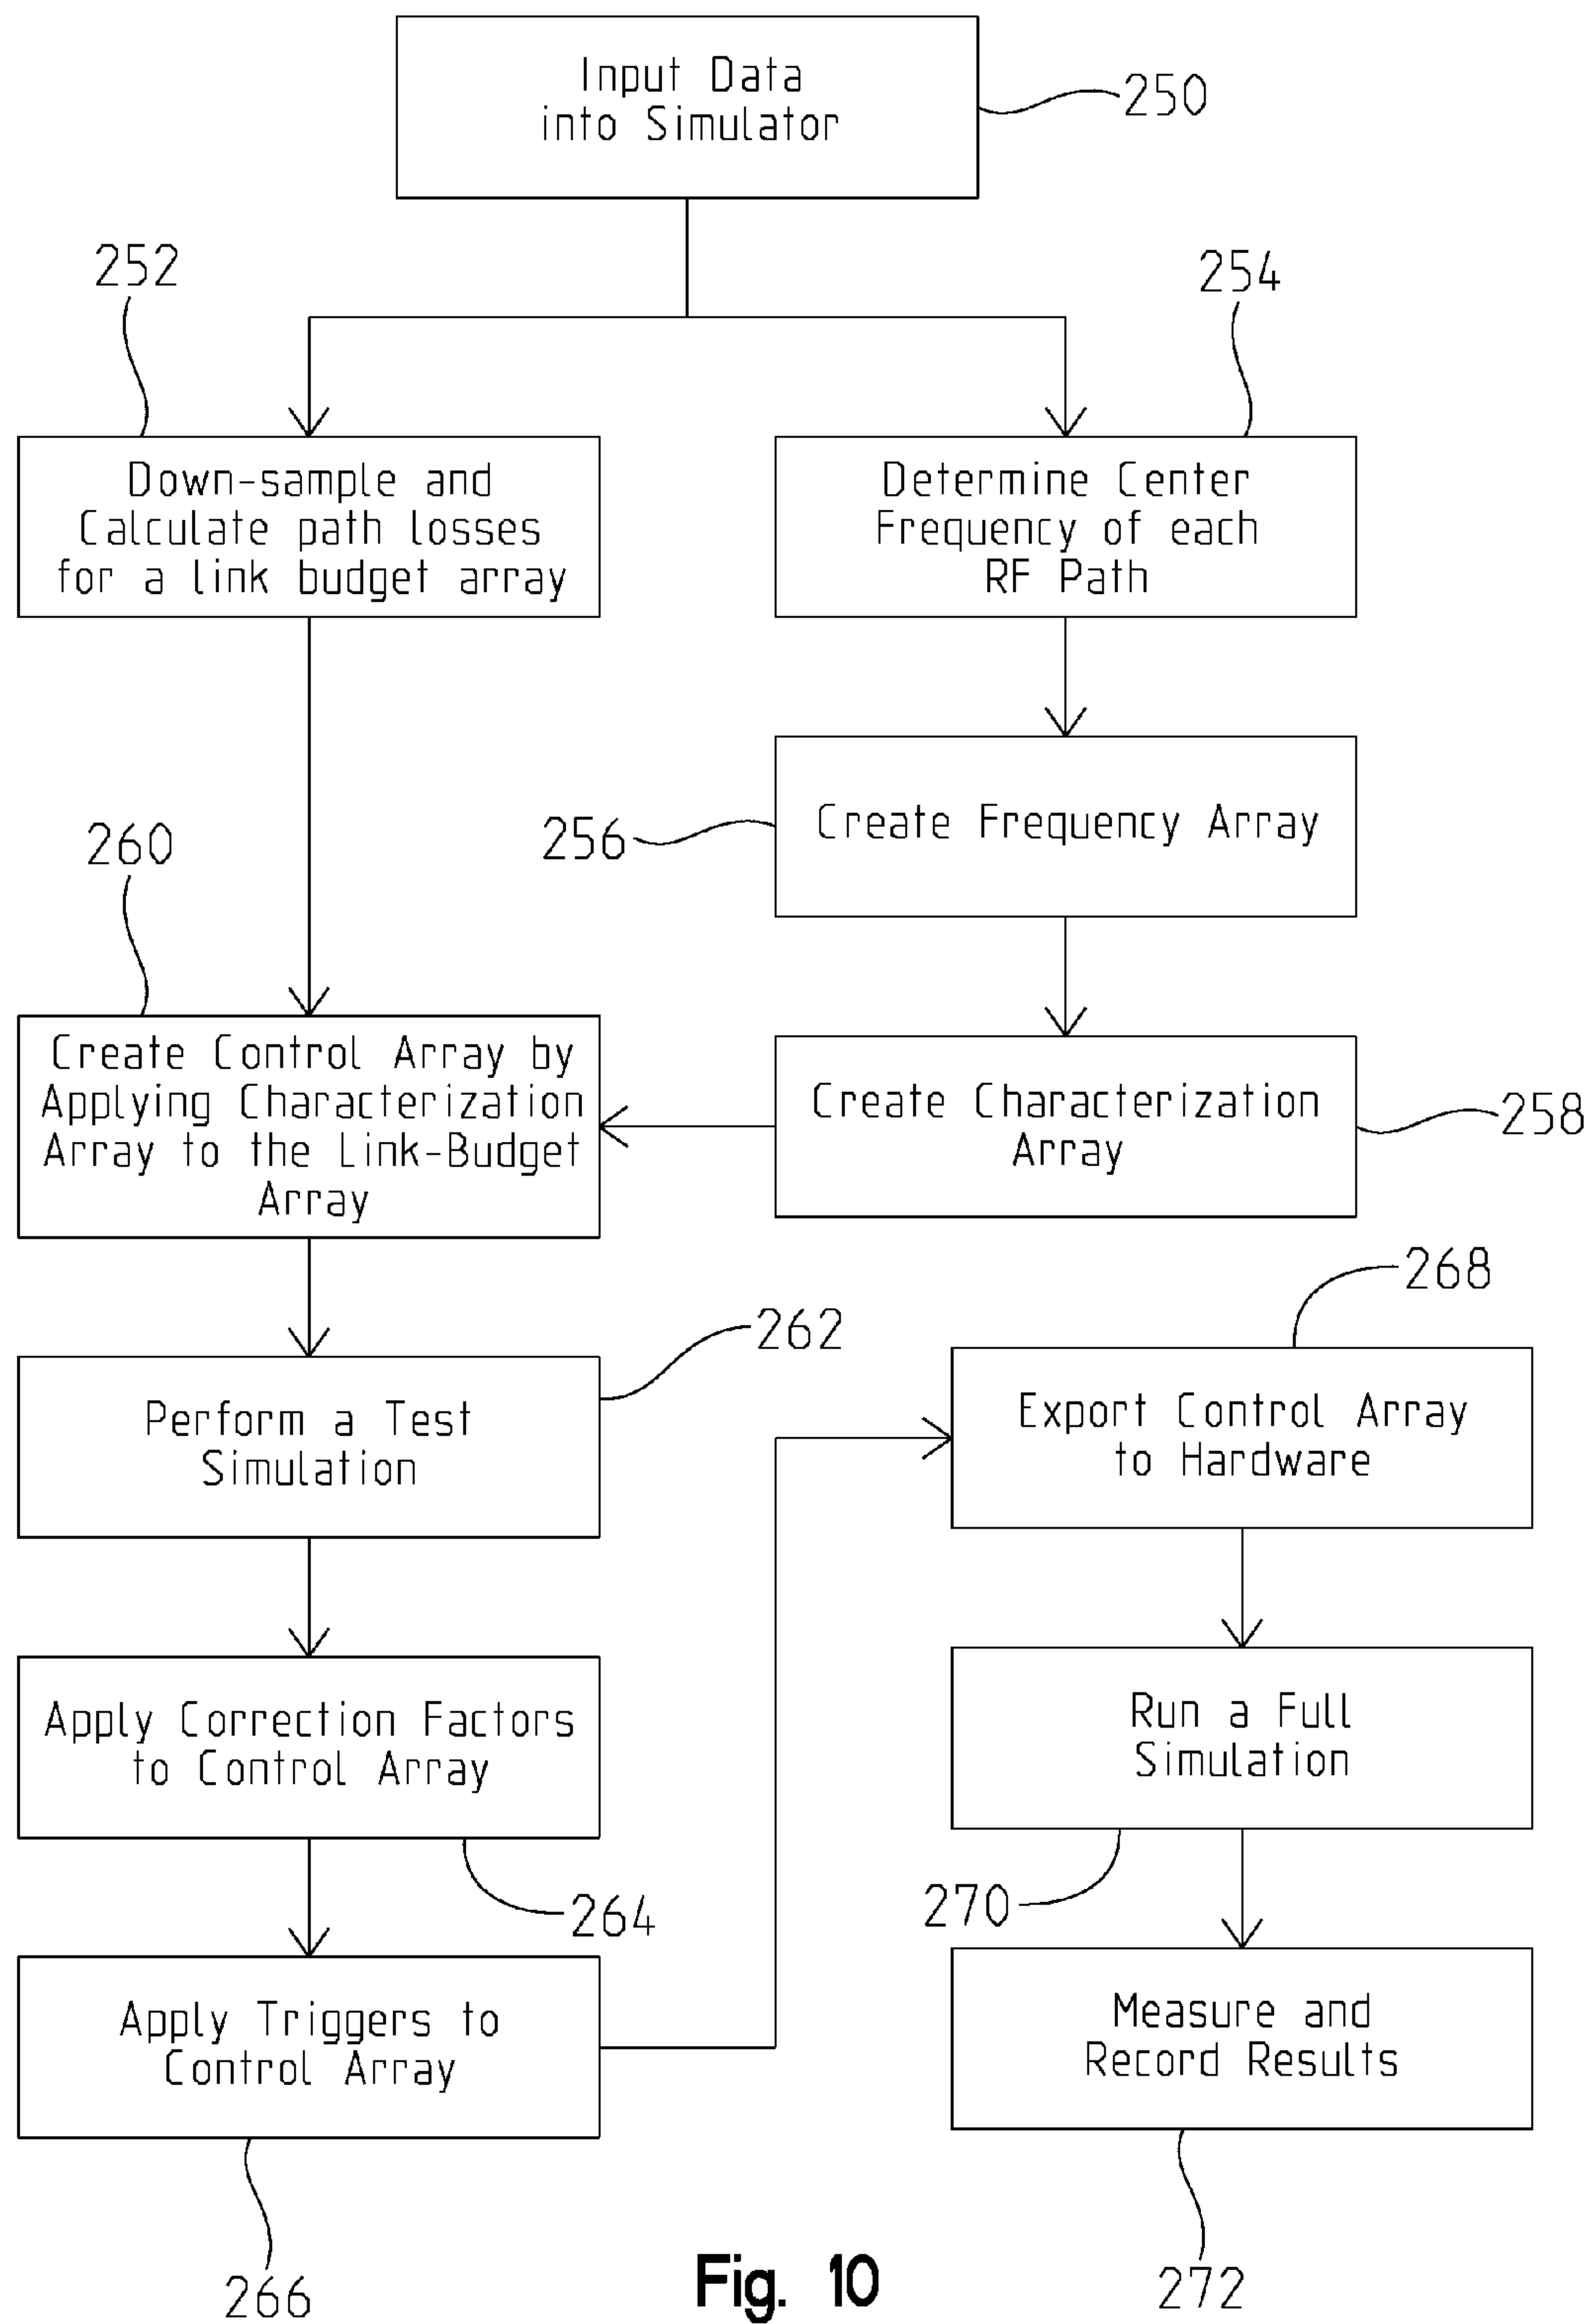 Input Data
into Simulator
250
252
254
Down-sample and
Calculate path losses
for a link budget array
Determine Center
Frequency of each
RF Path
256
Create Frequency Array
260
Create Control Array by
Applying Characterization
Array to the Link-Budget
Array
Create Characterization
Array
258
262
268
Perform a Test
Simulation
Export Control Array
to Hardware
Apply Correction Factors
to Control Array
264
Run a Full
Simulation
270
Apply Triggers to
Control Array
266
Measure and
Record Results
272
Fig. 10